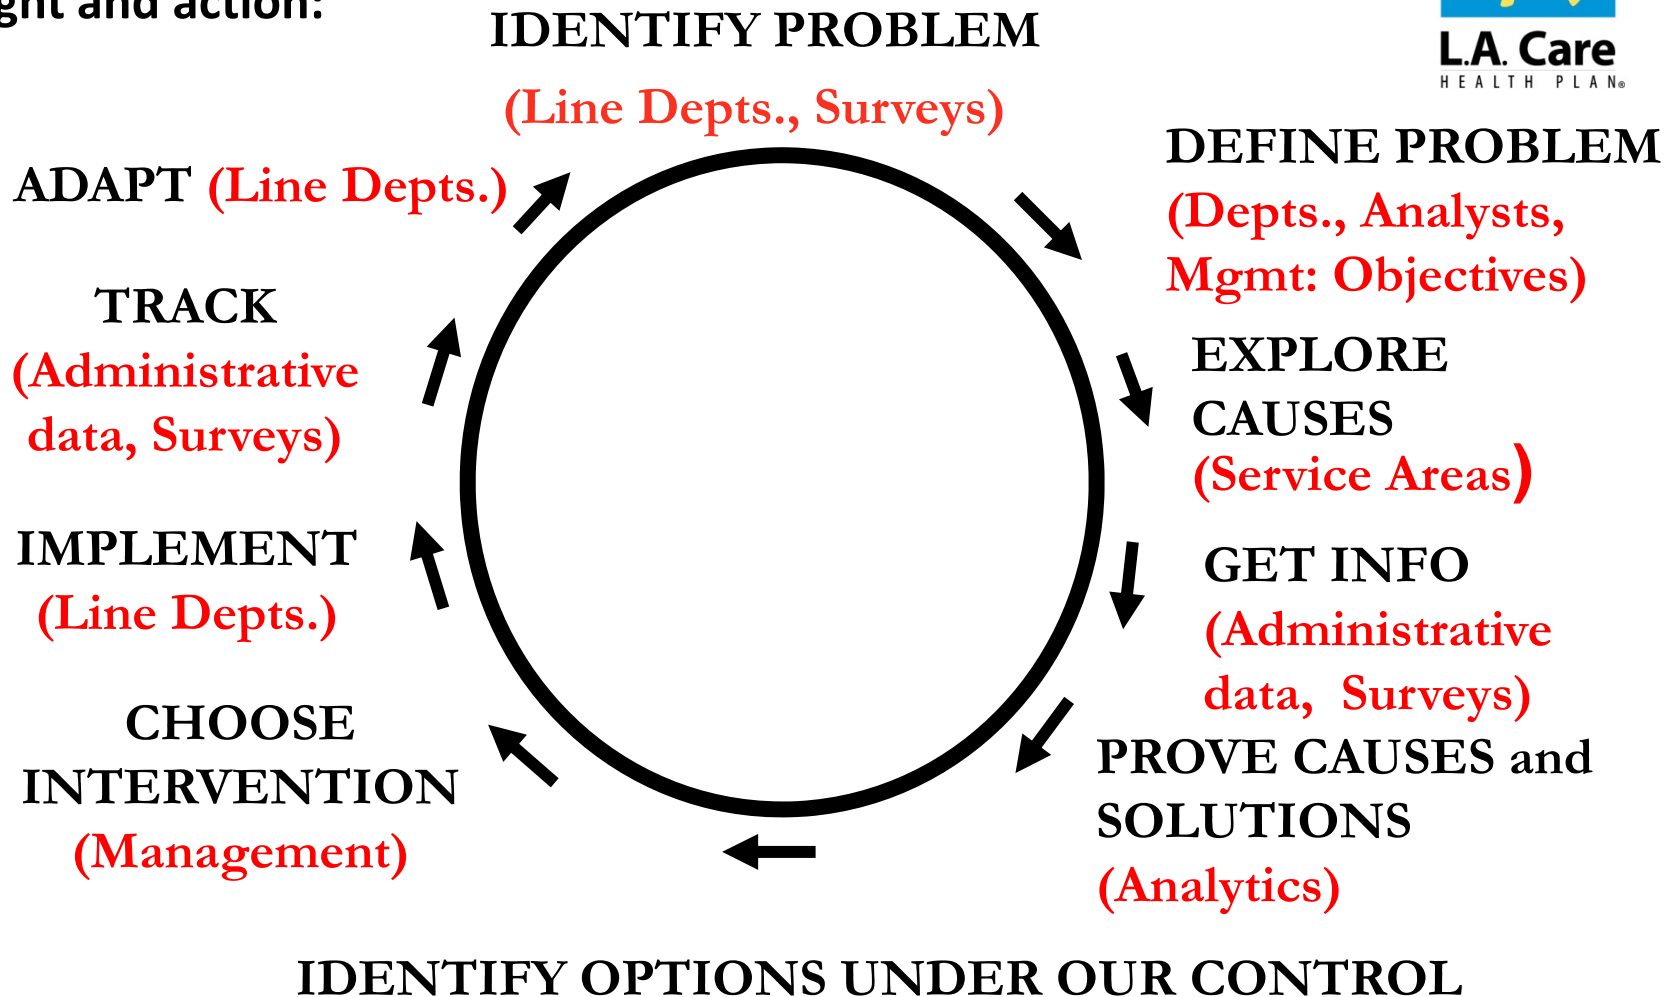 and action:
IDENTIFY PROBLEM
(Line Depts., Surveys)
L.A. Care
HEALTH PLAN®
DEFINE PROBLEM
(Depts., Analysts,
Mgmt: Objectives)
EXPLORE
CAUSES
(Service Areas)
GET INFO
(Administrative
data, Surveys)
PROVE CAUSES and
SOLUTIONS
(Analytics)
IDENTIFY OPTIONS UNDER OUR CONTROL
CHOOSE
INTERVENTION
(Management)
IMPLEMENT
(Line Depts.)
TRACK
(Administrative
data, Surveys)
ADAPT (Line Depts.)